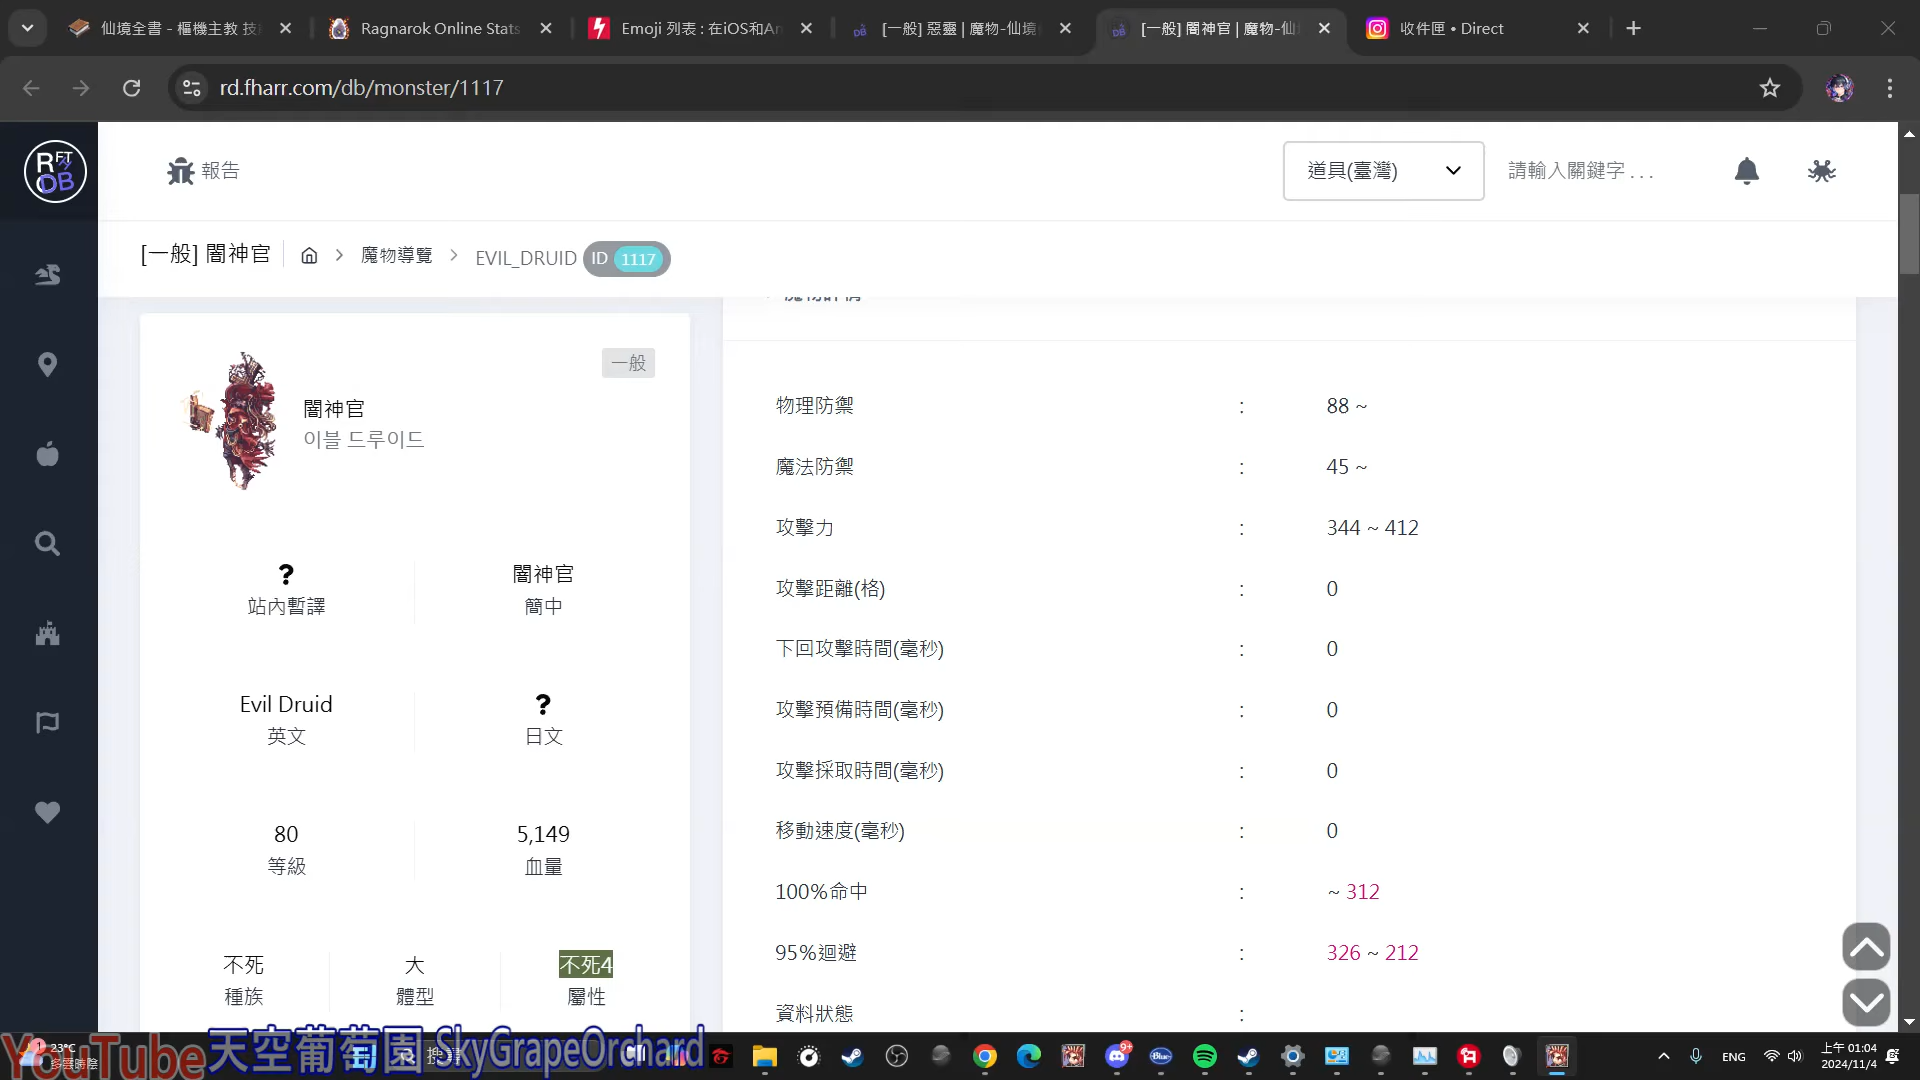 仙境全書 - 樞機主教 技
Ragnarok Online Stats
Emoji 列表 : 在iOS和An
[一般] 惡靈 | 魔物-仙境
[一般] 闇神官 | 魔物-仙
收件匣 • Direct
rd.fharr.com/db/monster/1117
報告
道具(臺灣)
請輸入關鍵字 . . .
[一般] 闇神官
魔物導覽
EVIL_DRUID
ID 1117
一般
闇神官
이블 드루이드
?
站內暫譯
闇神官
簡中
Evil Druid
英文
?
日文
80
等級
5,149
血量
不死
種族
大
體型
不死4
屬性
物理防禦 : 88 ~
魔法防禦 : 45 ~
攻擊力 : 344 ~ 412
攻擊距離(格) : 0
下回攻擊時間(毫秒) : 0
攻擊預備時間(毫秒) : 0
攻擊採取時間(毫秒) : 0
移動速度(毫秒) : 0
100%命中 : ~ 312
95%迴避 : 326 ~ 212
資料狀態 :
YouTube天空葡萄園 SkyGrapeOrchard
23°C
ENG
上午 01:04
2024/11/4